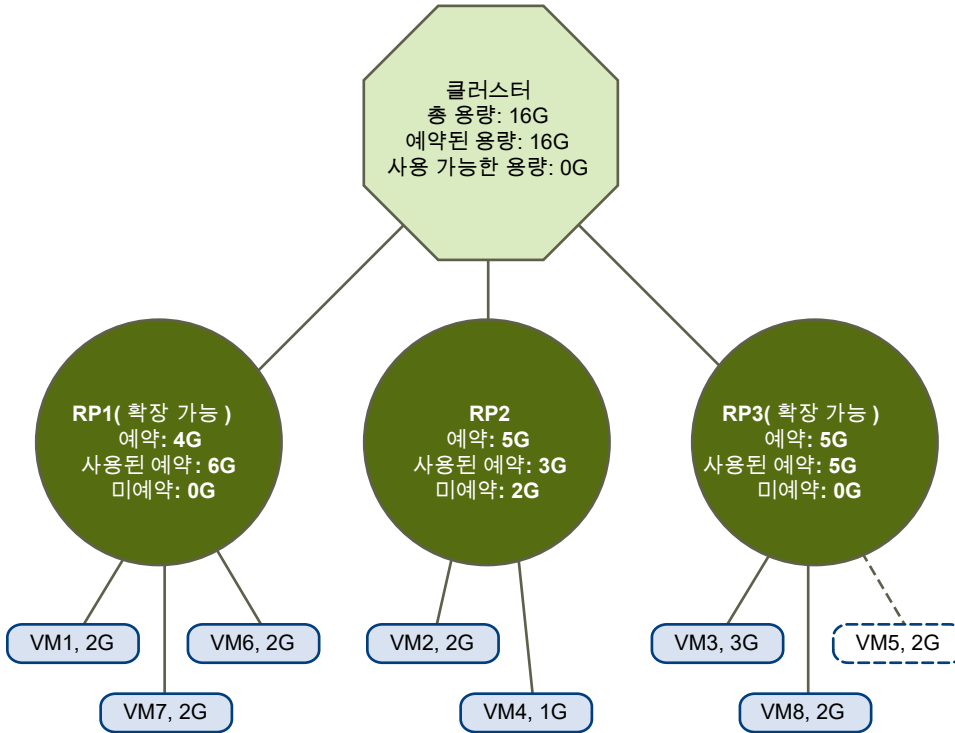 클러스터
총 용량: 16G
예약된 용량: 16G
사용 가능한 용량: 0G
RP1( 확장 가능 )
예약: 4G
사용된 예약: 6G
미예약: 0G
RP2
예약: 5G
사용된 예약: 3G
미예약: 2G
RP3( 확장 가능 )
예약: 5G
사용된 예약: 5G
미예약: 0G
VM1, 2G
VM6, 2G
VM2, 2G
VM3, 3G
VM5, 2G
VM7, 2G
VM4, 1G
VM8, 2G